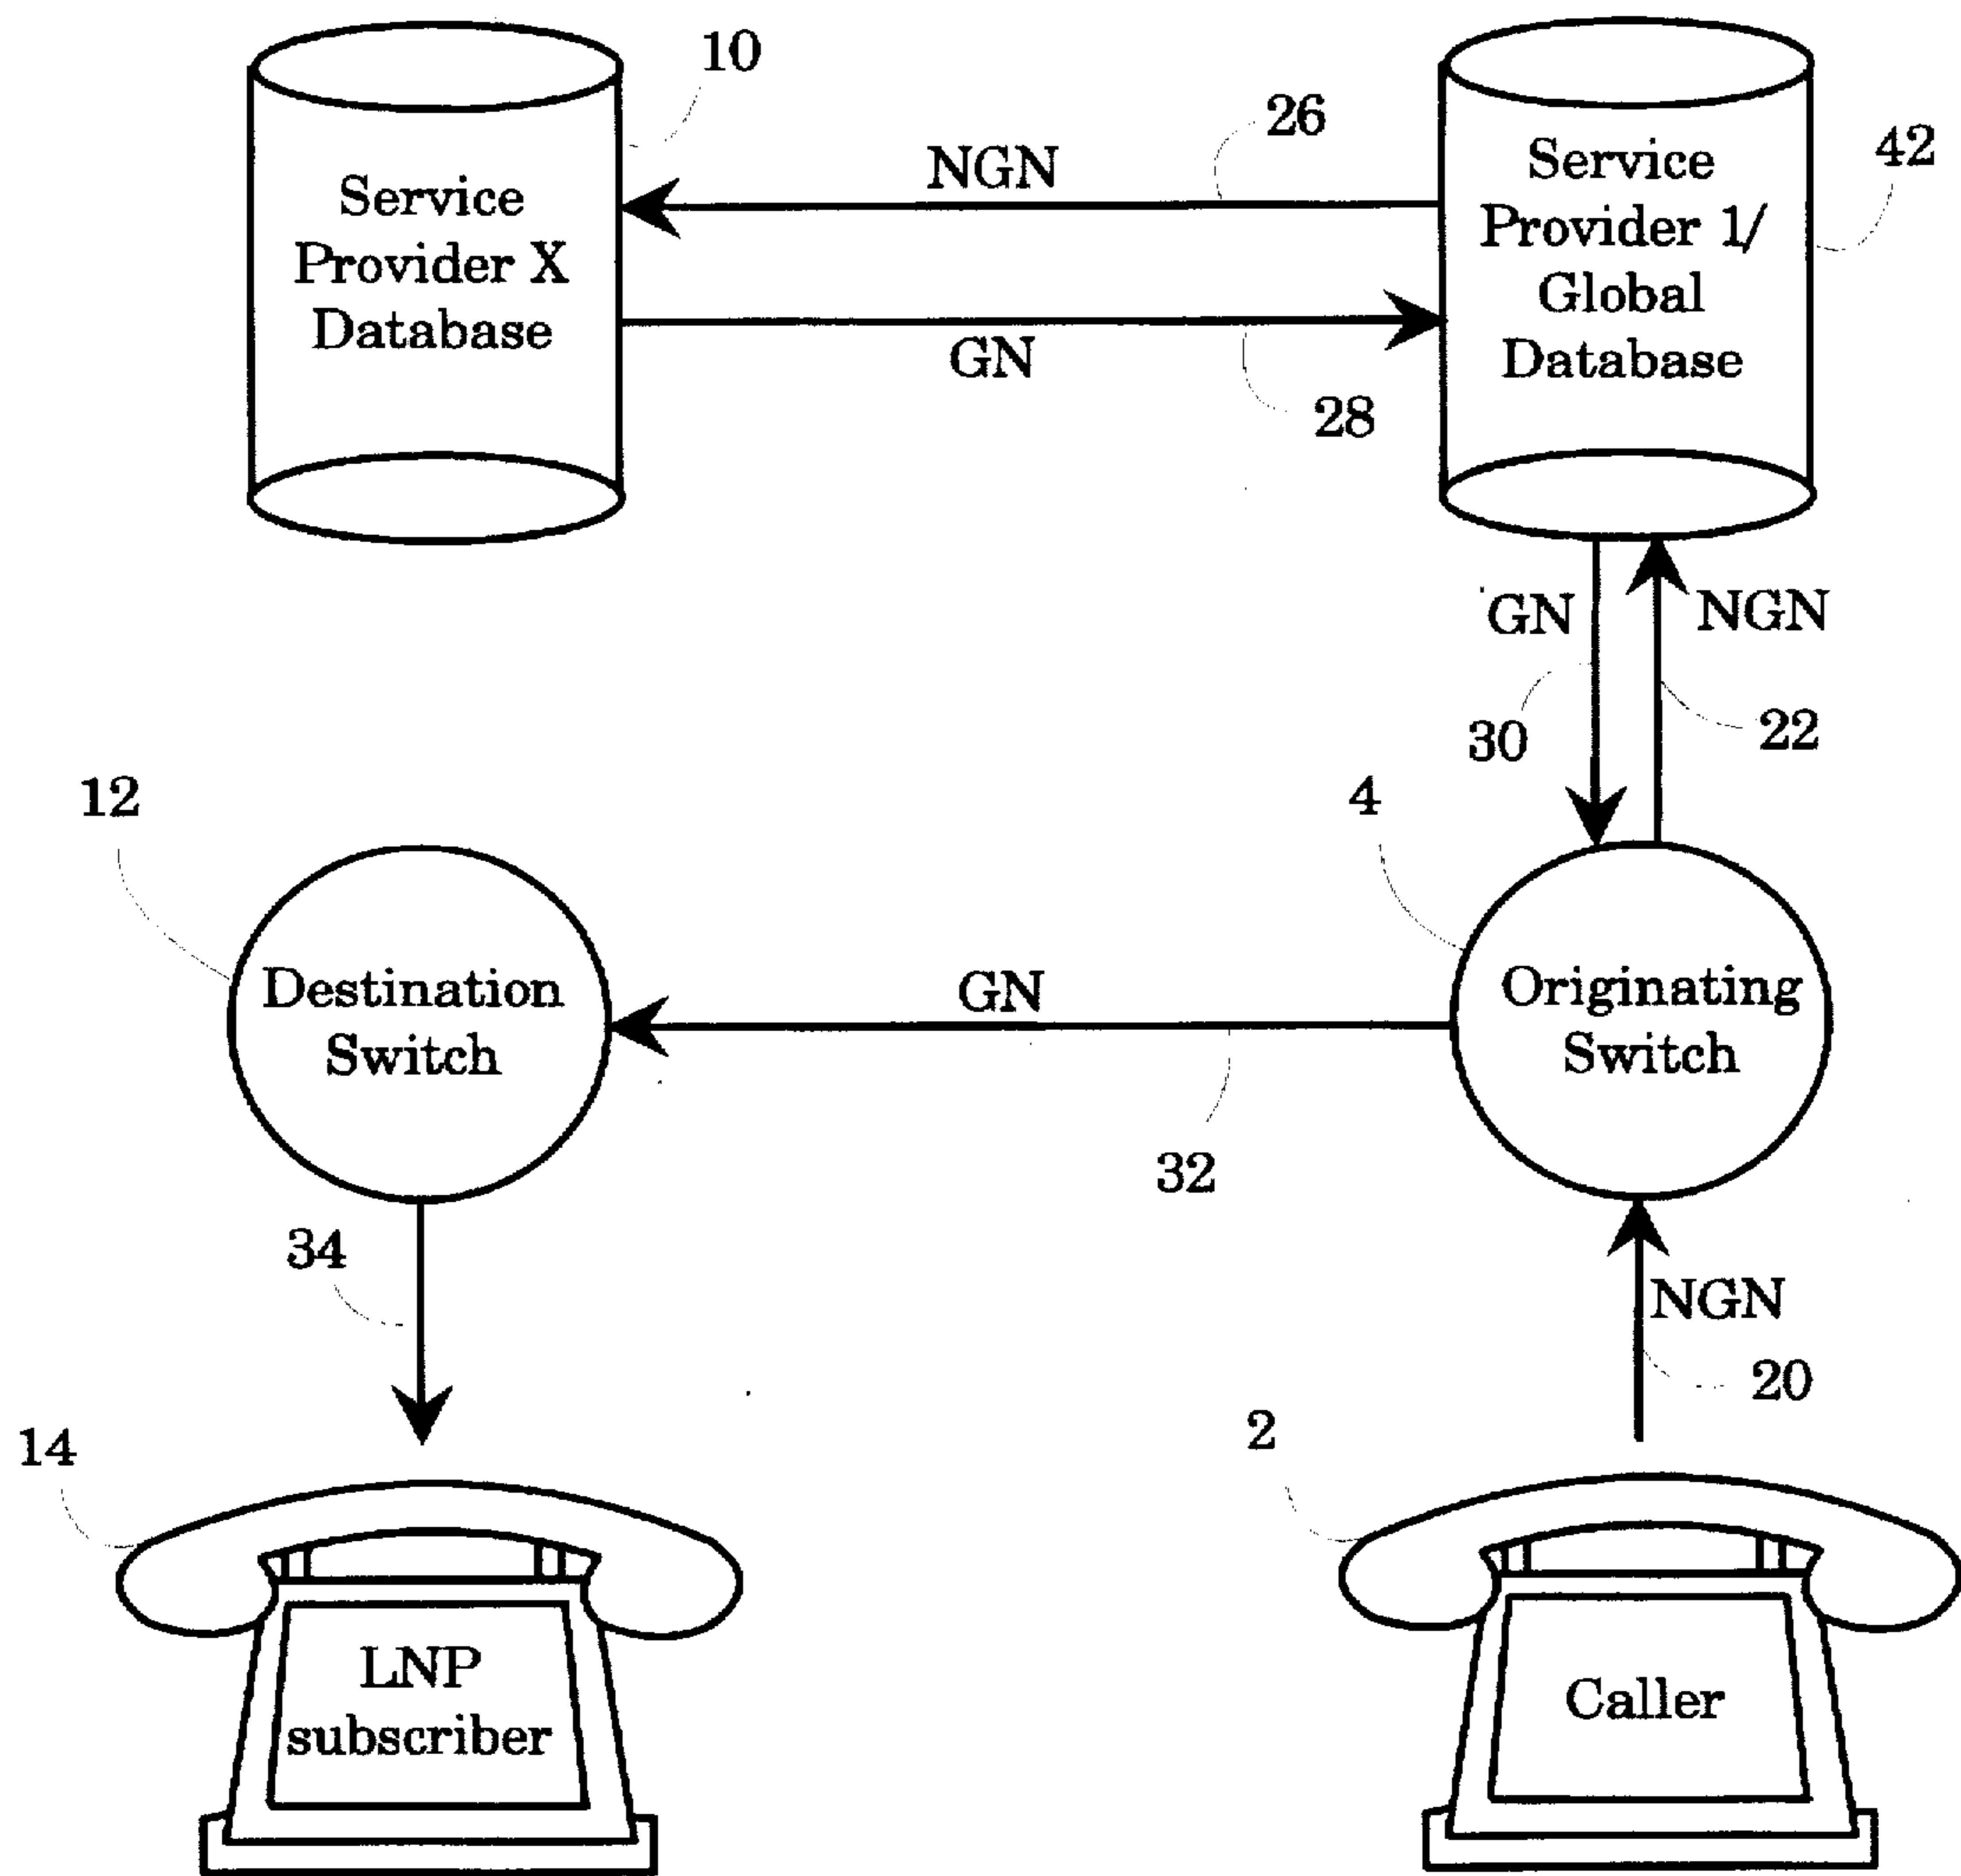 10
26
42
NGN
Service
Provider X
Database
Service
Provider 1/
Global
Database
GN
28
GN
NGN
30
22
12
4
Destination
Switch
GN
Originating
Switch
32
34
NGN
20
14
2
LNP
subscriber
Caller